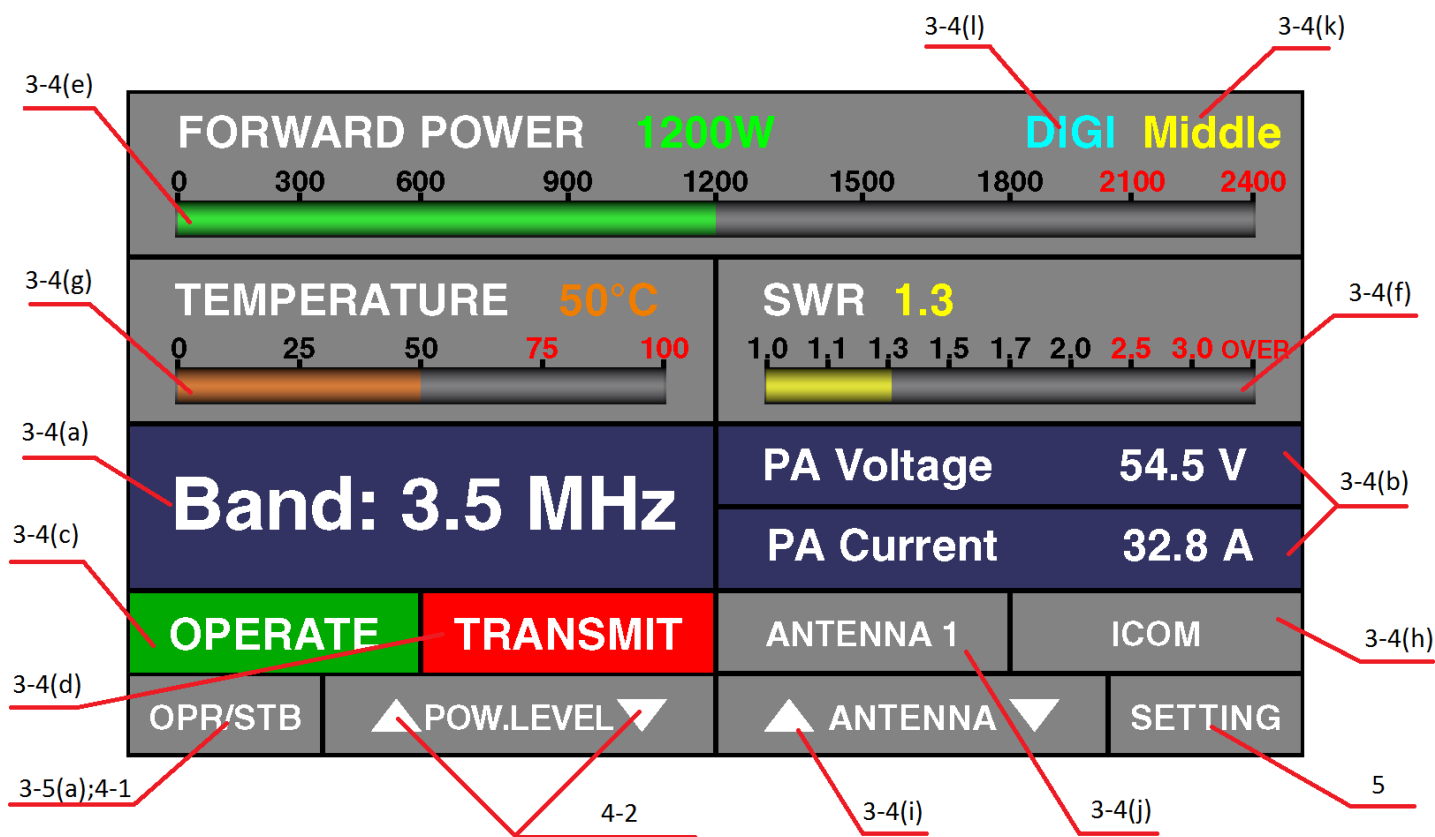 3-4(l) 3-4(k)
3-4(e)
FORWARD POWER 1200W DIGI Middle
0 300 600 900 1200 1500 1800 2100 2400
3-4(g)
TEMPERATURE 50°C
0 25 50 75 100
SWR 1.3
1.0 1.1 1.3 1.5 1.7 2.0 2.5 3.0 OVER
3-4(f)
3-4(a)
Band: 3.5 MHz
PA Voltage 54.5 V
PA Current 32.8 A
3-4(b)
3-4(c)
OPERATE TRANSMIT ANTENNA 1 ICOM
3-4(h)
3-4(d)
OPR/STB POW.LEVEL ANTENNA SETTING
3-5(a);4-1 4-2 3-4(i) 3-4(j) 5